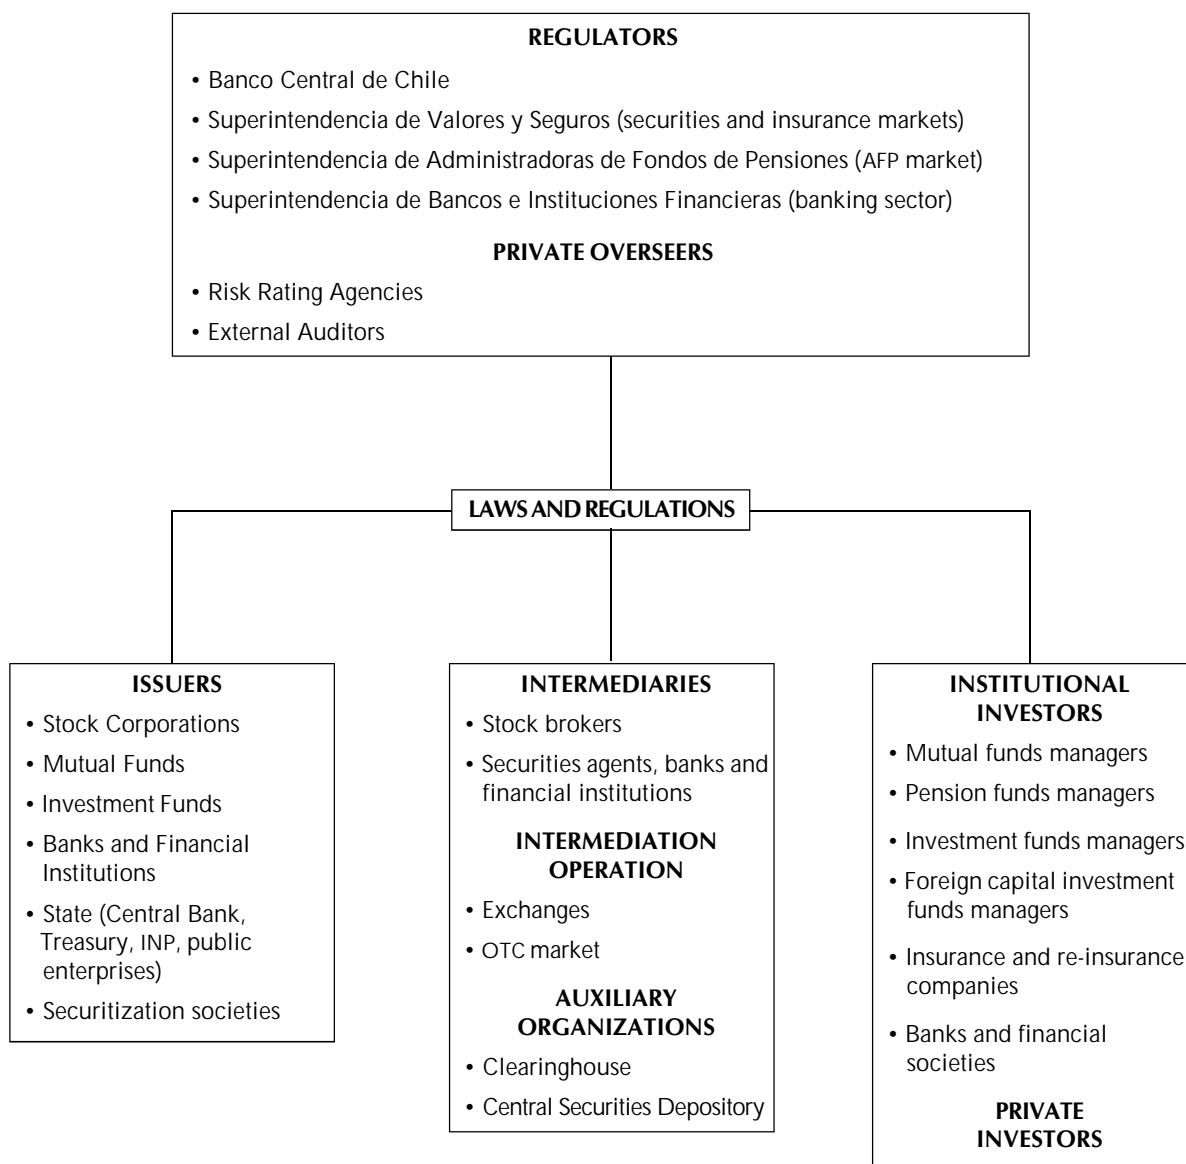 REGULATORS
• Banco Central de Chile
• Superintendencia de Valores y Seguros (securities and insurance markets)
• Superintendencia de Administradoras de Fondos de Pensiones (AFP market)
• Superintendencia de Bancos e Instituciones Financieras (banking sector)
PRIVATE OVERSEERS
• Risk Rating Agencies
• External Auditors
LAWS AND REGULATIONS
ISSUERS
• Stock Corporations
• Mutual Funds
• Investment Funds
• Banks and Financial
Institutions
• State (Central Bank,
Treasury, INP, public
enterprises)
• Securitization societies
INTERMEDIARIES
• Stock brokers
• Securities agents, banks and
financial institutions
INTERMEDIATION
OPERATION
• Exchanges
• OTC market
AUXILIARY
ORGANIZATIONS
• Clearinghouse
• Central Securities Depository
INSTITUTIONAL
INVESTORS
• Mutual funds managers
• Pension funds managers
• Investment funds managers
• Foreign capital investment
funds managers
• Insurance and re-insurance
companies
• Banks and financial
societies
PRIVATE
INVESTORS